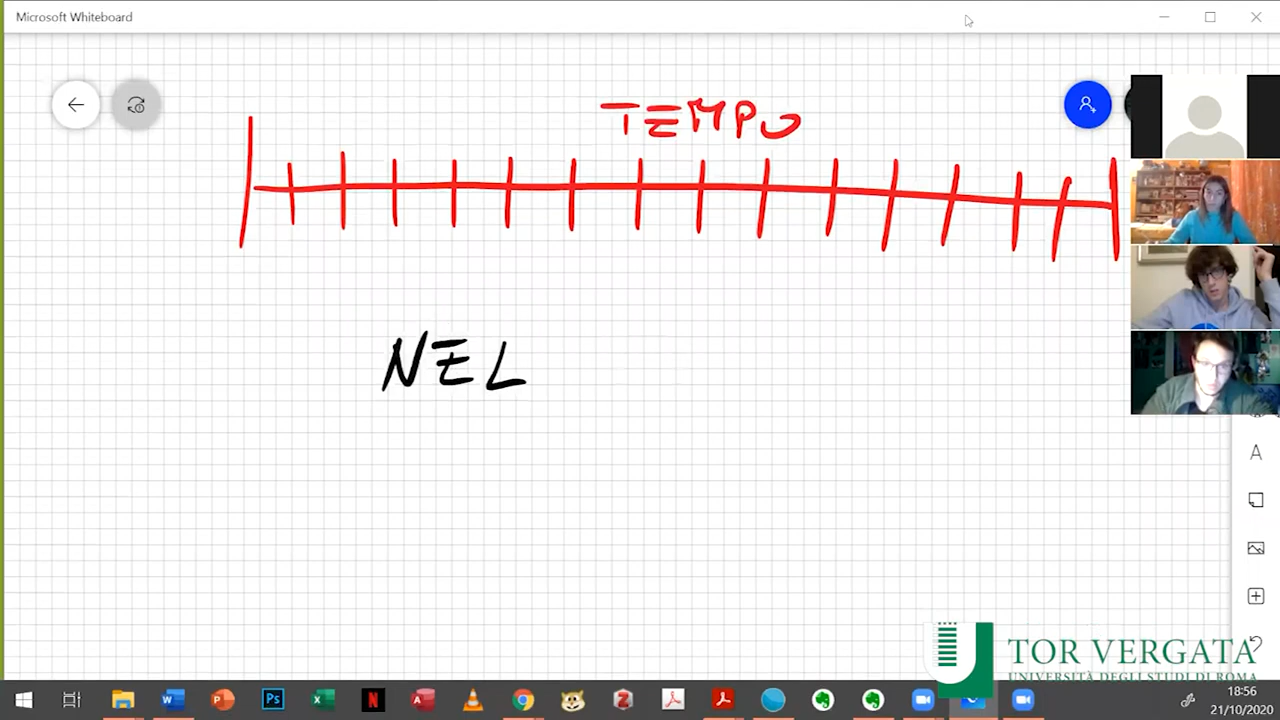 Microsoft Whiteboard
TEMPO
NEL
A
TOR VERGATA
UNIVERSITÀ DEGLI STUDI DI ROMA
18:56
21/10/2020